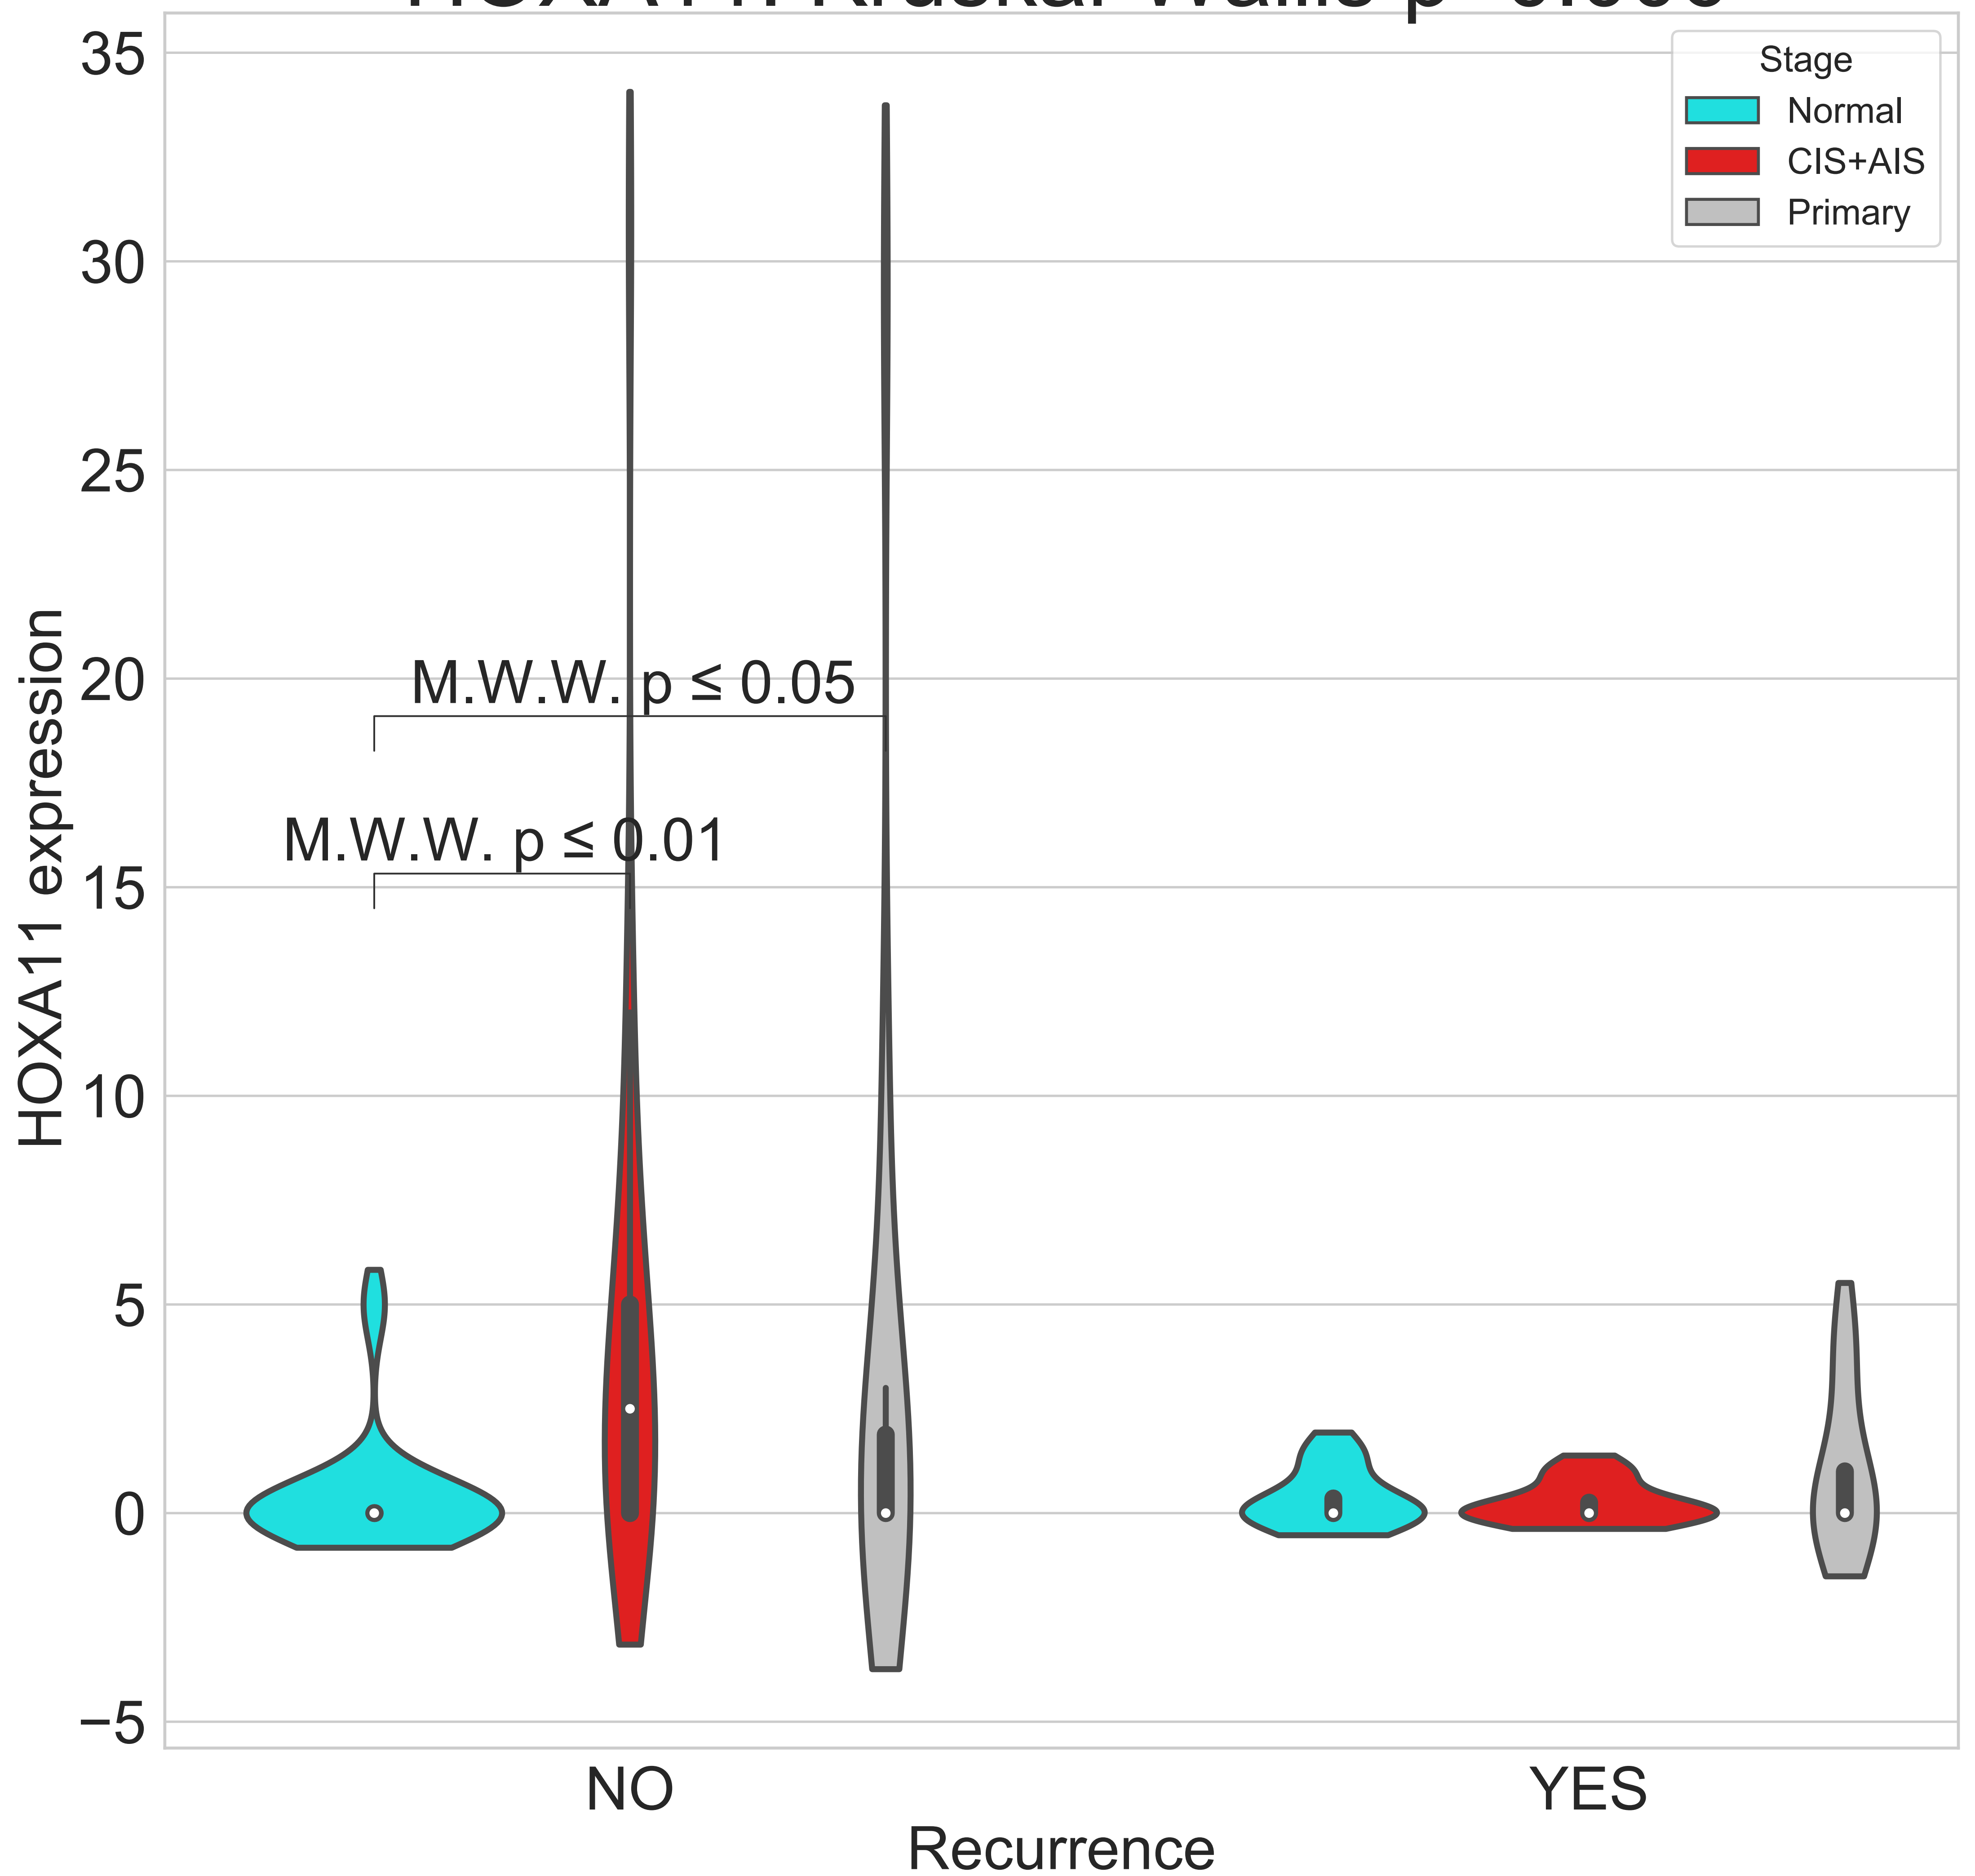 35
30
25
20
15
10
5
0
−5
HOXA11 expression
Stage
Normal
CIS+AIS
Primary
M.W.W. p ≤ 0.05
M.W.W. p ≤ 0.01
NO
YES
Recurrence